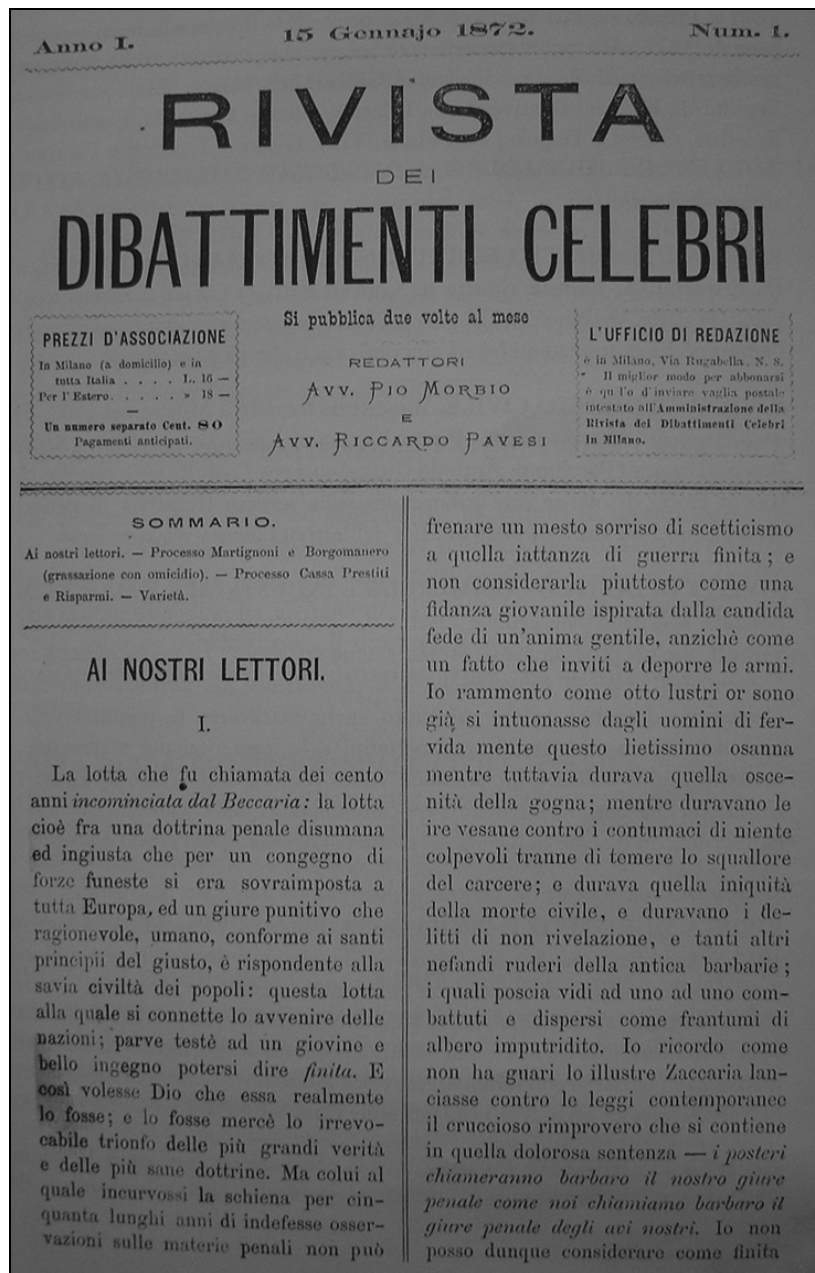 Anno I.
15 Gennajo 1872.
Num. 1.
RIVISTA
DEI
DIBATTIMENTI CELEBRI
PREZZI D'ASSOCIAZIONE
In Milano (a domicilio) e in
tutta Italia . . . . L. 16 —
Per l'Estero. . . . . » 18 —
—
Un numero separato Cent. 80
Pagamenti anticipati.
Si pubblica due volte al mese
REDATTORI
AVV. PIO MORBIO
E
AVV. RICCARDO PAVESI
L'UFFICIO DI REDAZIONE
è in Milano, Via Rugabella, N. 8.
Il miglior modo per abbonarsi
è d'inviare vaglia postale
intestato all'Amministrazione della
Rivista dei Dibattimenti Celebri
in Milano.
SOMMARIO.
Ai nostri lettori. — Processo Martignoni e Borgomanero
(grassazione con omicidio). — Processo Cassa Prestiti
e Risparmi. — Varietà.
AI NOSTRI LETTORI.
I.
La lotta che fu chiamata dei cento
anni incominciata dal Beccaria: la lotta
cioè fra una dottrina penale disumana
ed ingiusta che per un congegno di
forze funeste si era sovraimposta a
tutta Europa, ed un giure punitivo che
ragionevole, umano, conforme ai santi
principii del giusto, è rispondente alla
savia civiltà dei popoli: questa lotta
alla quale si connette lo avvenire delle
nazioni; parve testè ad un giovine e
bello ingegno potersi dire finita. E
così volesse Dio che essa realmente
lo fosse; e lo fosse mercè lo irrevo-
cabile trionfo delle più grandi verità
e delle più sane dottrine. Ma colui al
quale incurvossi la schiena per cin-
quanta lunghi anni di indefesse osser-
vazioni sulle materie penali non può
frenare un mesto sorriso di scetticismo
a quella iattanza di guerra finita; e
non considerarla piuttosto come una
fidanza giovanile ispirata dalla candida
fede di un'anima gentile, anzichè come
un fatto che inviti a deporre le armi.
Io rammento come otto lustri or sono
già si intuonasse dagli uomini di fer-
vida mente questo lietissimo osanna
mentre tuttavia durava quella osce-
nità della gogna; mentre duravano le
ire vesane contro i contumaci di niente
colpevoli tranne di temere lo squallore
del carcere; e durava quella iniquità
della morte civile, e duravano i de-
litti di non rivelazione, e tanti altri
nefandi ruderi della antica barbarie;
i quali poscia vidi ad uno ad uno com-
battuti e dispersi come frantumi di
albero imputridito. Io ricordo come
non ha guari lo illustre Zaccaria lan-
ciasse contro le leggi contemporanee
il cruccioso rimprovero che si contiene
in quella dolorosa sentenza — i posteri
chiameranno barbaro il nostro giure
penale come noi chiamiamo barbaro il
giure penale degli avi nostri. Io non
posso dunque considerare come finita